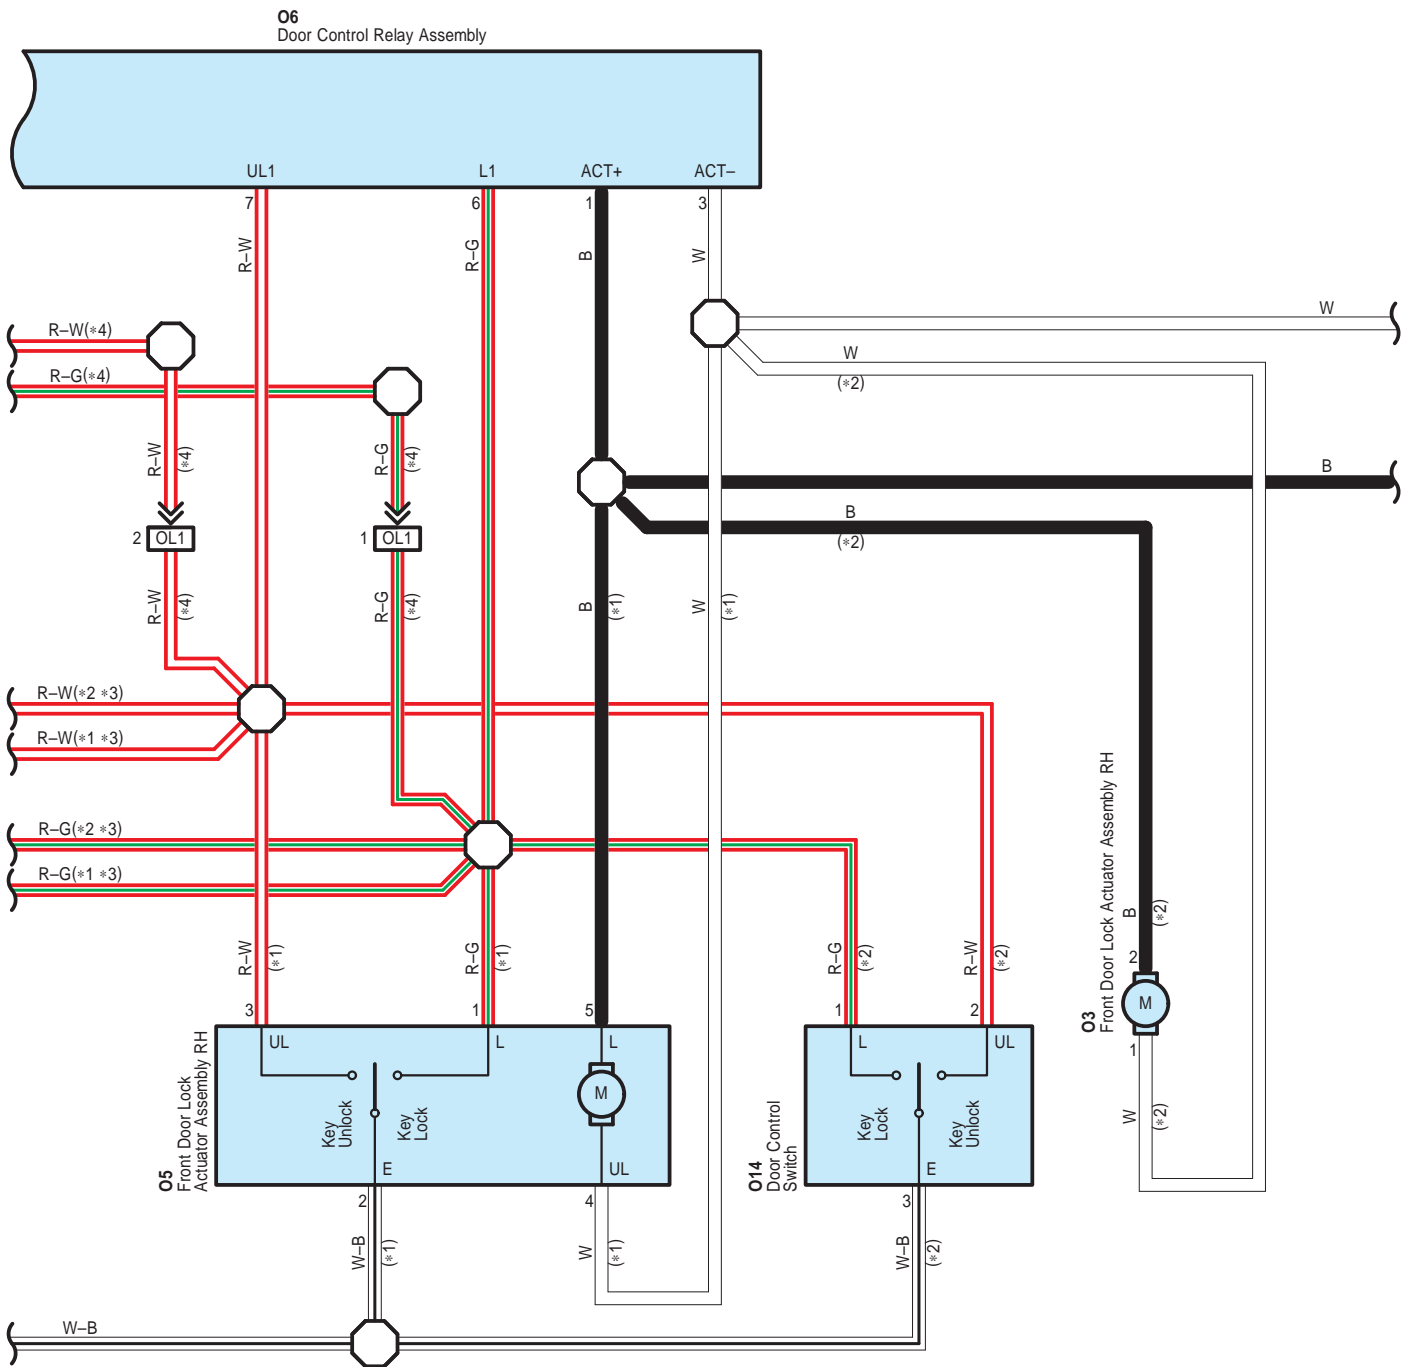 O6
Door Control Relay Assembly
UL1
L1
ACT+
ACT–
7
6
1
3
R–W
R–G
B
W
W
R–W(*4)
R–G(*4)
W
(*2)
R–W
(*4)
R–G
(*4)
B
B
(*2)
2
OL1
1
OL1
R–W
(*4)
R–G
(*4)
B
(*1)
W
(*1)
R–W(*2 *3)
R–W(*1 *3)
R–G(*2 *3)
R–G(*1 *3)
R–W
(*1)
R–G
(*1)
R–G
(*2)
R–W
(*2)
B
(*2)
2
M
1
O3
Front Door Lock Actuator Assembly RH
W
(*2)
3
1
5
UL
L
L
M
Key
Unlock
Key
Lock
E
UL
O5
Front Door Lock
Actuator Assembly RH
2
4
1
2
L
UL
Key
Lock
Key
Unlock
E
O14
Door Control
Switch
3
W–B
(*1)
W
(*1)
W–B
(*2)
W–B